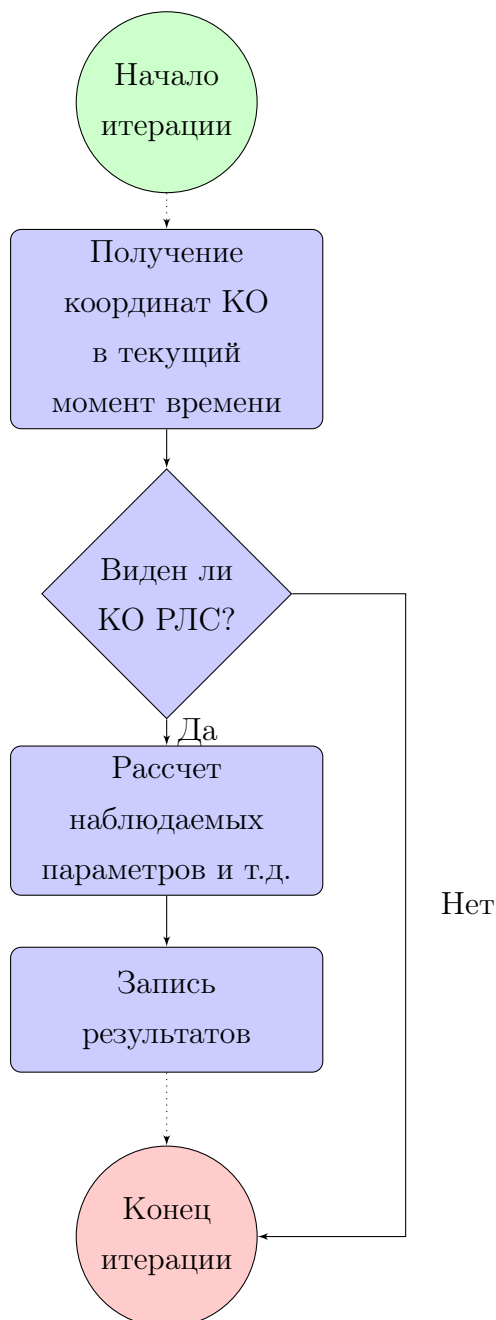 Начало
итерации
Получение
координат КО
в текущий
момент времени
Виден ли
КО РЛС?
Да
Рассчет
наблюдаемых
параметров и т.д.
Нет
Запись
результатов
Конец
итерации